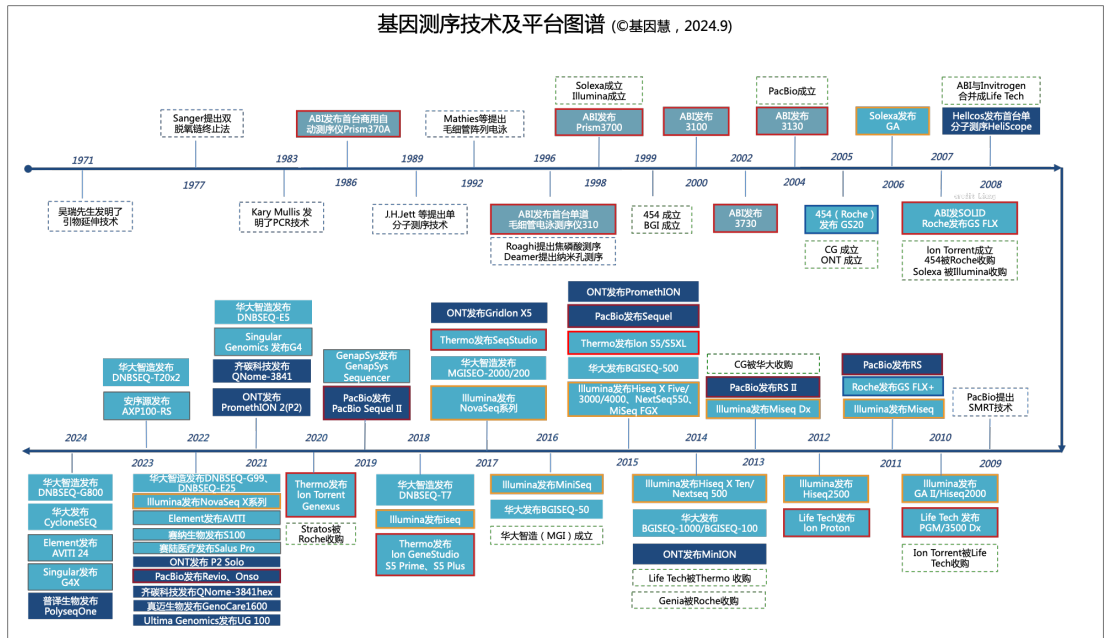 基因测序技术及平台图谱 (©基因慧，2024.9)
Solexa成立
Illumina成立
PacBio成立
ABI与Invitrogen
合并成Life Tech
Sanger提出双
脱氧链终止法
ABI发布首台商用自
动测序仪Prism370A
Mathies等提出
毛细管阵列电泳
ABI发布
Prism3700
ABI发布
3100
ABI发布
3130
Solexa发布
GA
Hellcos发布首台单
分子测序HeliScope
1971
1983
1989
1996
1999
2002
2005
2007
1977
1986
1992
1998
2000
2004
2006
2008
吴瑞先生发明了
引物延伸技术
Kary Mullis 发
明了PCR技术
J.H.Jett 等提出单
分子测序技术
ABI发布首台单道
毛细管电泳测序仪310
Roaghi提出焦磷酸测序
Deamer提出纳米孔测序
454 成立
BGI 成立
ABI发布
3730
454（Roche）
发布 GS20
CG 成立
ONT 成立
ABI发SOLID
Roche发布GS FLX
Ion Torrent成立
454被Roche收购
Solexa 被Illumina收购
华大智造发布
DNBSEQ-T20x2
安序源发布
AXP100-RS
华大智造发布
DNBSEQ-E5
Singular
Genomics 发布G4
齐碳科技发布
QNome-3841
ONT发布
PromethION 2(P2)
GenapSys发布
GenapSys
Sequencer
PacBio发布
PacBio Sequel II
ONT发布GridIon X5
Thermo发布SeqStudio
华大智造发布
MGISEO-2000/200
Illumina发布
NovaSeq系列
ONT发布PromethION
PacBio发布Sequel
Thermo发布Ion S5/S5XL
华大发布BGISEQ-500
Illumina发布Hiseq X Five/
3000/4000、NextSeq550、
MiSeq FGX
CG被华大收购
PacBio发布RS II
Illumina发布Miseq Dx
PacBio发布RS
Roche发布GS FLX+
Illumina发布Miseq
PacBio提出
SMRT技术
2024
2022
2020
2018
2016
2014
2012
2010
2023
2021
2019
2017
2015
2013
2011
2009
华大智造发布
DNBSEQ-G800
华大发布
CycloneSEQ
Element发布
AVITI 24
Singular发布
G4X
普译生物发布
PolyseqOne
华大智造发布DNBSEQ-G99、
DNBSEQ-E25
Illumina发布NovaSeq X系列
Element发布AVITI
赛纳生物发布S100
赛陆医疗发布Salus Pro
ONT发布 P2 Solo
PacBio发布Revio、Onso
齐碳科技发布QNome-3841hex
真迈生物发布GenoCare1600
Ultima Genomics发布UG 100
Thermo发布
Ion Torrent
Genexus
Stratos被
Roche收购
华大智造发布
DNBSEQ-T7
Illumina发布iseq
Thermo发布
Ion GeneStudio
S5 Prime、S5 Plus
Illumina发布MiniSeq
华大发布BGISEQ-50
华大智造（MGI）成立
Illumina发布Hiseq X Ten/
Nextseq 500
华大发布
BGISEQ-1000/BGISEQ-100
ONT发布MinION
Life Tech被Thermo 收购
Genia被Roche收购
Illumina发布
Hiseq2500
Life Tech发布
Ion Proton
Illumina发布
GA II/Hiseq2000
Life Tech 发布
PGM/3500 Dx
Ion Torrent被Life
Tech收购